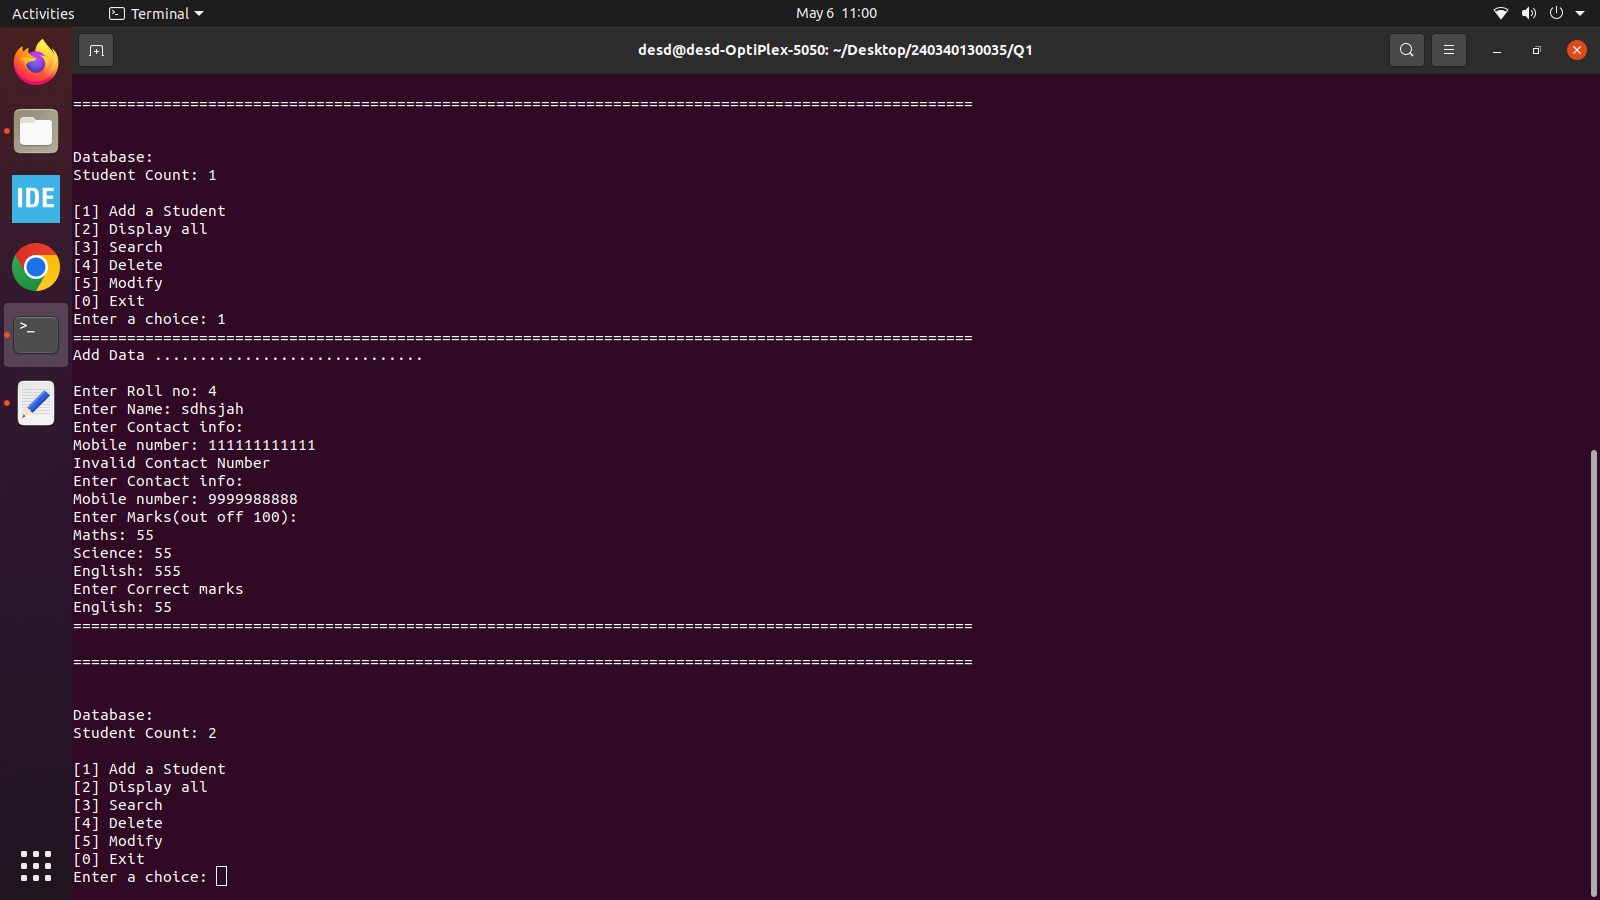 Activities
Terminal
May 6 11:00
desd@desd-OptiPlex-5050: ~/Desktop/240340130035/Q1
IDE
>_
====================================================================================================
Database:
Student Count: 1
[1] Add a Student
[2] Display all
[3] Search
[4] Delete
[5] Modify
[0] Exit
Enter a choice: 1
====================================================================================================
Add Data ..............................
Enter Roll no: 4
Enter Name: sdhsjah
Enter Contact info:
Mobile number: 111111111111
Invalid Contact Number
Enter Contact info:
Mobile number: 9999988888
Enter Marks(out off 100):
Maths: 55
Science: 55
English: 555
Enter Correct marks
English: 55
====================================================================================================
====================================================================================================
Database:
Student Count: 2
[1] Add a Student
[2] Display all
[3] Search
[4] Delete
[5] Modify
[0] Exit
Enter a choice: